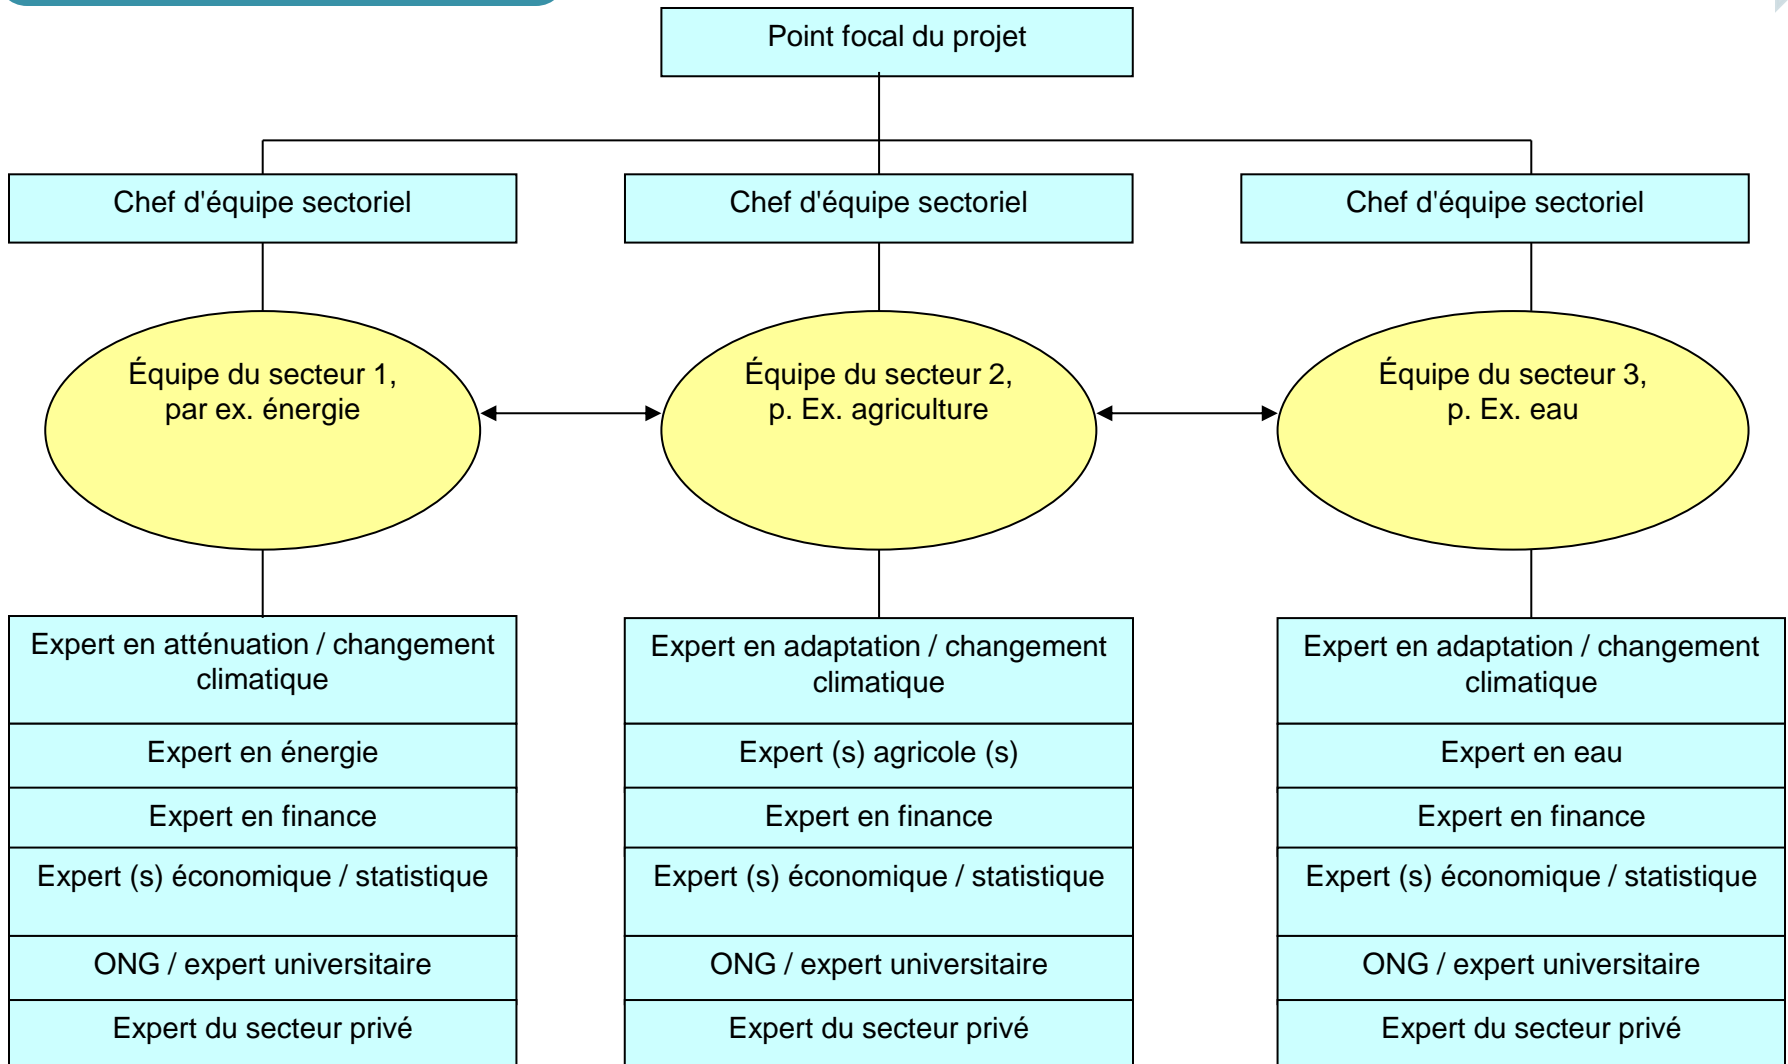 Point focal du projet
Chef d'équipe sectoriel
Chef d'équipe sectoriel
Chef d'équipe sectoriel
Équipe du secteur 1,
par ex. énergie
Équipe du secteur 2,
p. Ex. agriculture
Équipe du secteur 3,
p. Ex. eau
Expert en atténuation / changement
climatique
Expert en énergie
Expert en finance
Expert (s) économique / statistique
ONG / expert universitaire
Expert du secteur privé
Expert en adaptation / changement
climatique
Expert (s) agricole (s)
Expert en finance
Expert (s) économique / statistique
ONG / expert universitaire
Expert du secteur privé
Expert en adaptation / changement
climatique
Expert en eau
Expert en finance
Expert (s) économique / statistique
ONG / expert universitaire
Expert du secteur privé